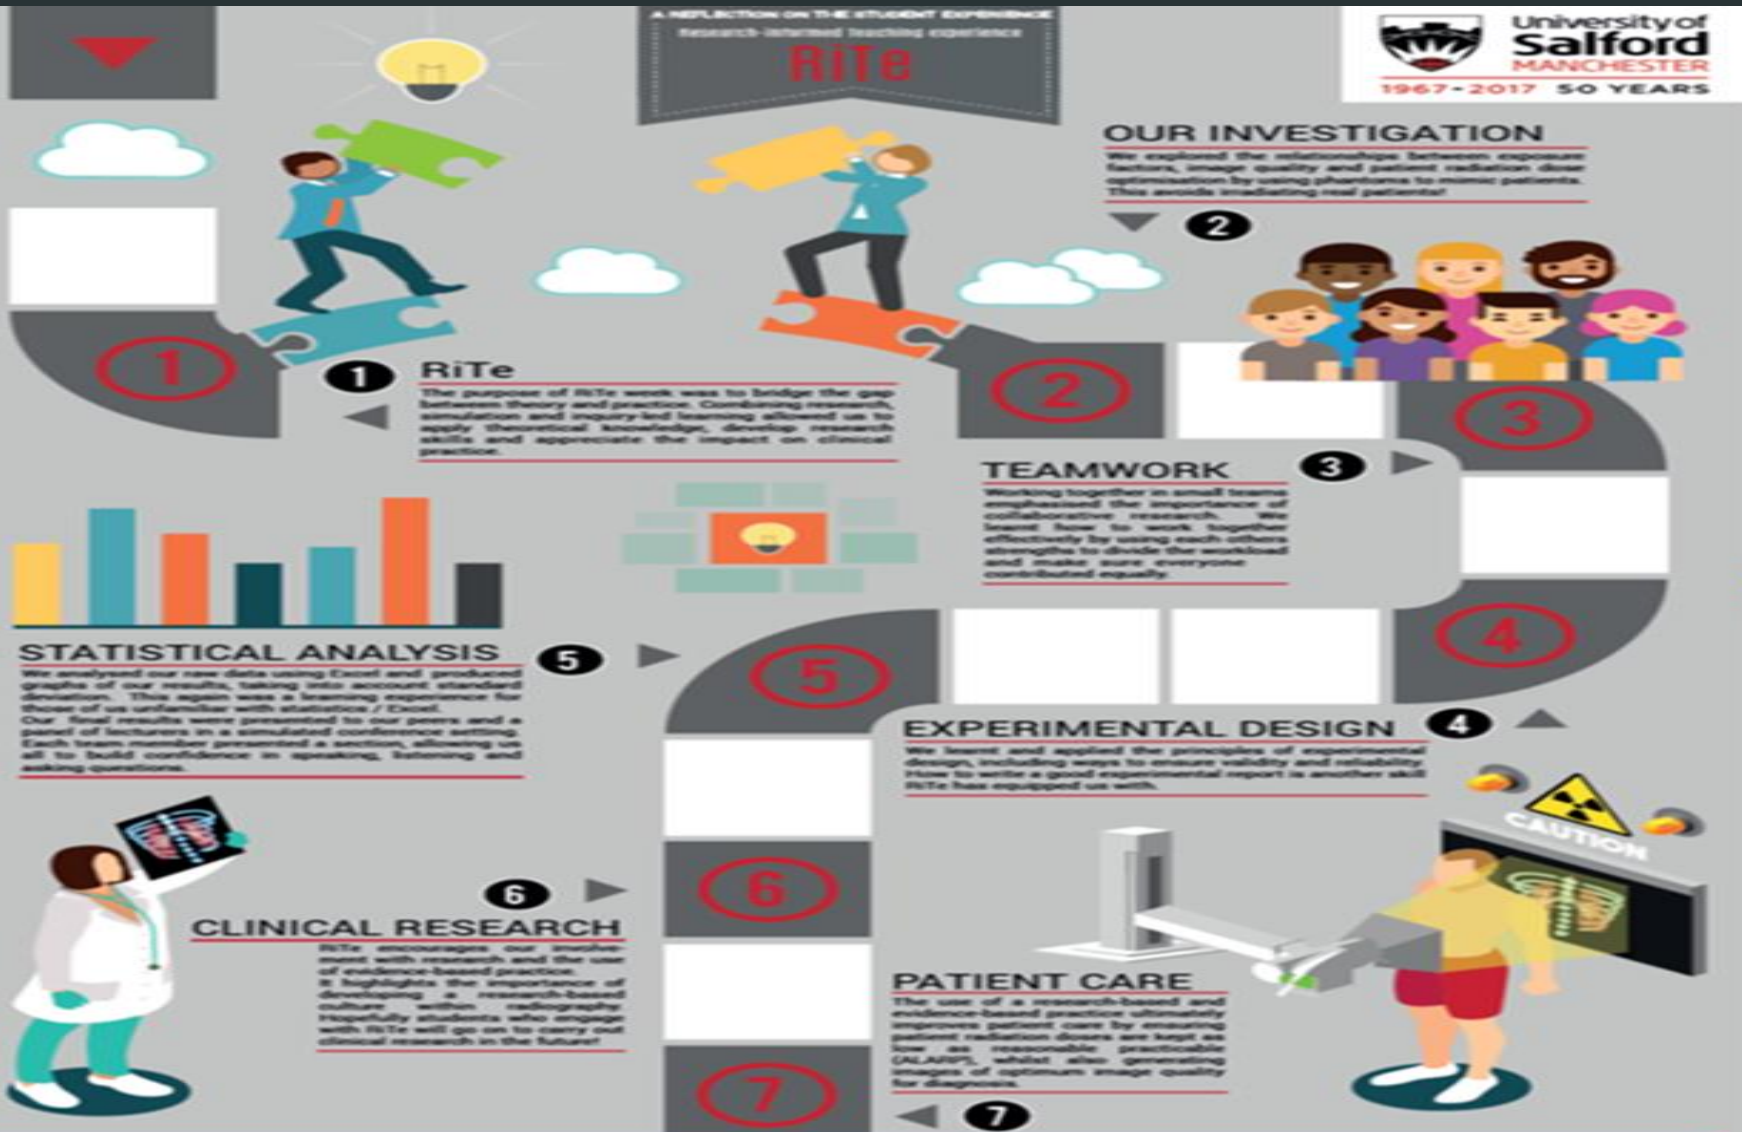 A REFLECTION ON THE STUDENT EXPERIENCE
Research-informed teaching experience
RiTe
University of
Salford
MANCHESTER
1967-2017 50 YEARS
OUR INVESTIGATION
We explored the relationships between exposure
factors, image quality and patient radiation dose
optimisation by using phantoms to mimic patients.
This avoids irradiating real patients!
2
1
1
RiTe
The purpose of RiTe week was to bridge the gap
between theory and practice. Combining research,
simulation and inquiry-led learning allowed us to
apply theoretical knowledge, develop research
skills and appreciate the impact on clinical
practice.
2
3
TEAMWORK
3
Working together in small teams
emphasised the importance of
collaborative research. We
learnt how to work together
effectively by using each others
strengths to divide the workload
and make sure everyone
contributed equally.
4
STATISTICAL ANALYSIS
5
5
We analysed our raw data using Excel and produced
graphs of our results, taking into account standard
deviation. This again was a learning experience for
those of us unfamiliar with statistics / Excel.
Our final results were presented to our peers and a
panel of lecturers in a simulated conference setting.
Each team member presented a section, allowing us
all to build confidence in speaking, listening and
asking questions.
EXPERIMENTAL DESIGN
4
We learnt and applied the principles of experimental
design, including ways to ensure validity and reliability.
How to write a good experimental report is another skill
RiTe has equipped us with.
CAUTION
6
6
CLINICAL RESEARCH
RiTe encourages our involve-
ment with research and the use
of evidence-based practice.
It highlights the importance of
developing a research-based
culture within radiography.
Hopefully students who engage
with RiTe will go on to carry out
clinical research in the future!
PATIENT CARE
The use of a research-based and
evidence-based practice ultimately
improves patient care by ensuring
patient radiation doses are kept as
low as reasonable practicable
(ALARP), whilst also generating
images of optimum image quality
for diagnosis.
7
7